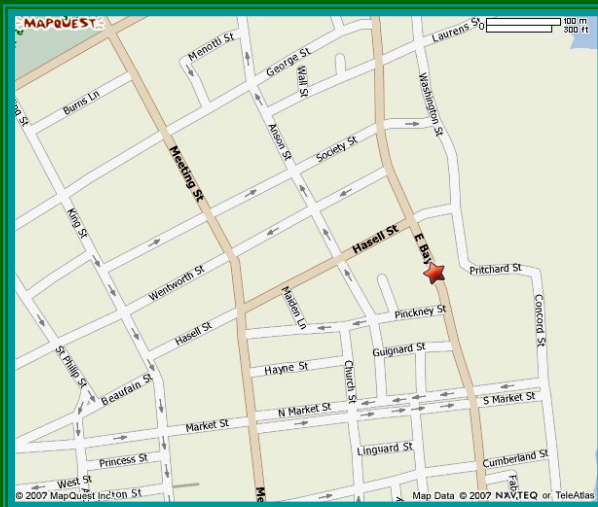 MAPQUEST
100 m
0
300 ft
Menotti St
Laurens St
George St
Wall St
Burns Ln
Washington St
Anson St
Society St
Meeting St
King St
Wentworth St
Hasell St
E Bay
Pritchard St
Concord St
Maiden Ln
Hasell St
Pinckney St
Guignard St
St Philip St
Beaufain St
Hayne St
Church St
N Market St
S Market St
Market St
Linguard St
Princess St
Cumberland St
West St
© 2007 MapQuest Inc
Map Data © 2007 NAVTEQ or TeleAtlas